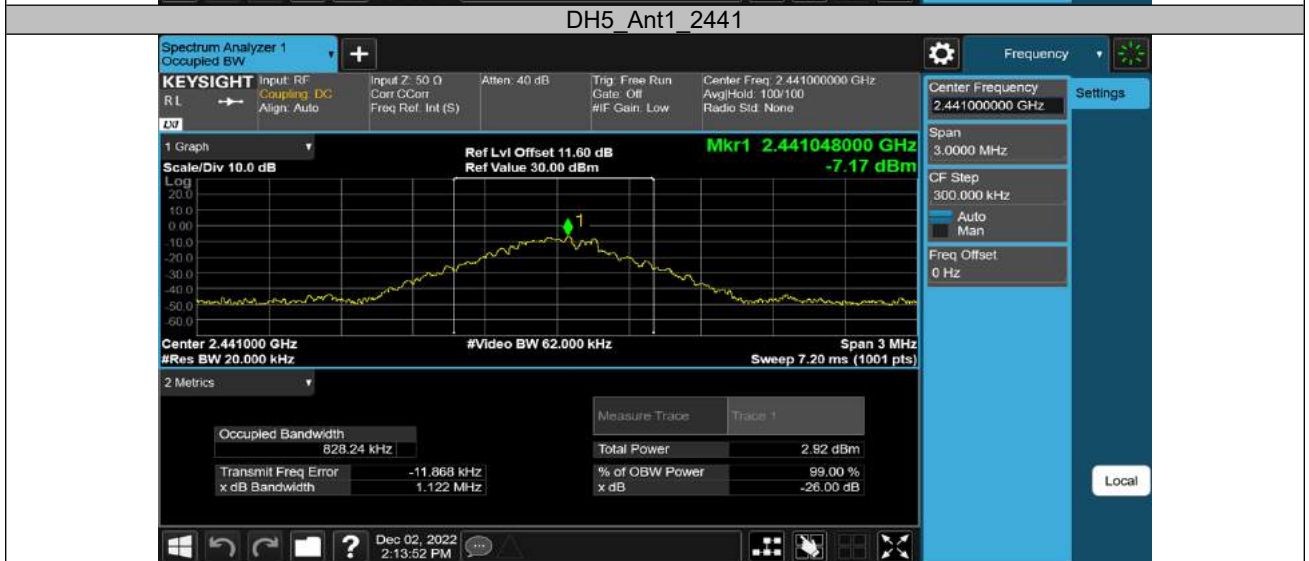 DH5_Ant1_2441
Spectrum Analyzer 1
Occupied BW
Frequency
KEYSIGHT
Input: RF
Input Z: 50 Ω
Atten: 40 dB
Trig: Free Run
Center Freq: 2.441000000 GHz
R L
Coupling: DC
Corr CCorr
Gate: Off
Avg|Hold: 100/100
Align: Auto
Freq Ref: Int (S)
#IF Gain: Low
Radio Std: None
LXI
Center Frequency
2.441000000 GHz
Settings
Span
3.0000 MHz
CF Step
300.000 kHz
Auto
Man
Freq Offset
0 Hz
1 Graph
Ref Lvl Offset 11.60 dB
Mkr1 2.441048000 GHz
Scale/Div 10.0 dB
Ref Value 30.00 dBm
-7.17 dBm
Log
20.0
10.0
0.00
-10.0
-20.0
-30.0
-40.0
-50.0
-60.0
1
Center 2.441000 GHz
#Video BW 62.000 kHz
Span 3 MHz
#Res BW 20.000 kHz
Sweep 7.20 ms (1001 pts)
2 Metrics
Measure Trace
Trace 1
Occupied Bandwidth
828.24 kHz
Total Power
2.92 dBm
Transmit Freq Error
-11.868 kHz
% of OBW Power
99.00 %
x dB Bandwidth
1.122 MHz
x dB
-26.00 dB
Local
?
Dec 02, 2022
2:13:52 PM